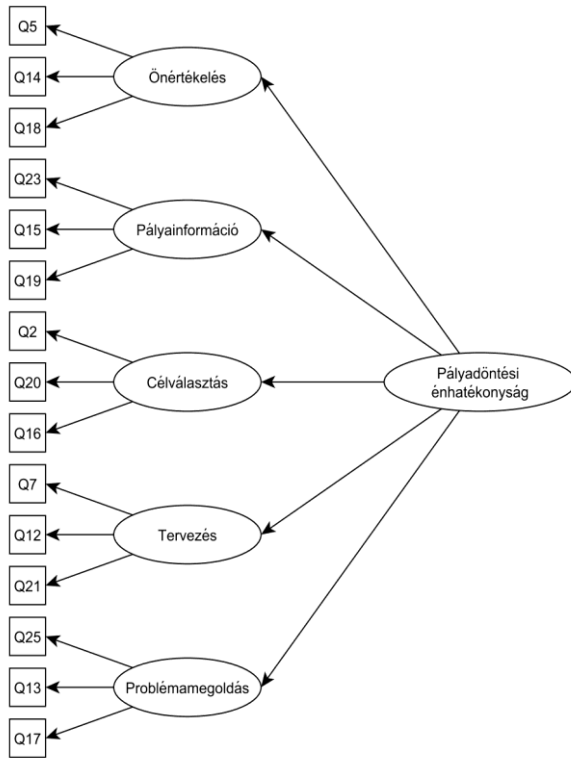 Q5
Q14
Q18
Önértékelés
Q23
Q15
Q19
Pályainformáció
Q2
Q20
Q16
Célválasztás
Q7
Q12
Q21
Tervezés
Q25
Q13
Q17
Problémamegoldás
Pályadöntési
énhatékonyság